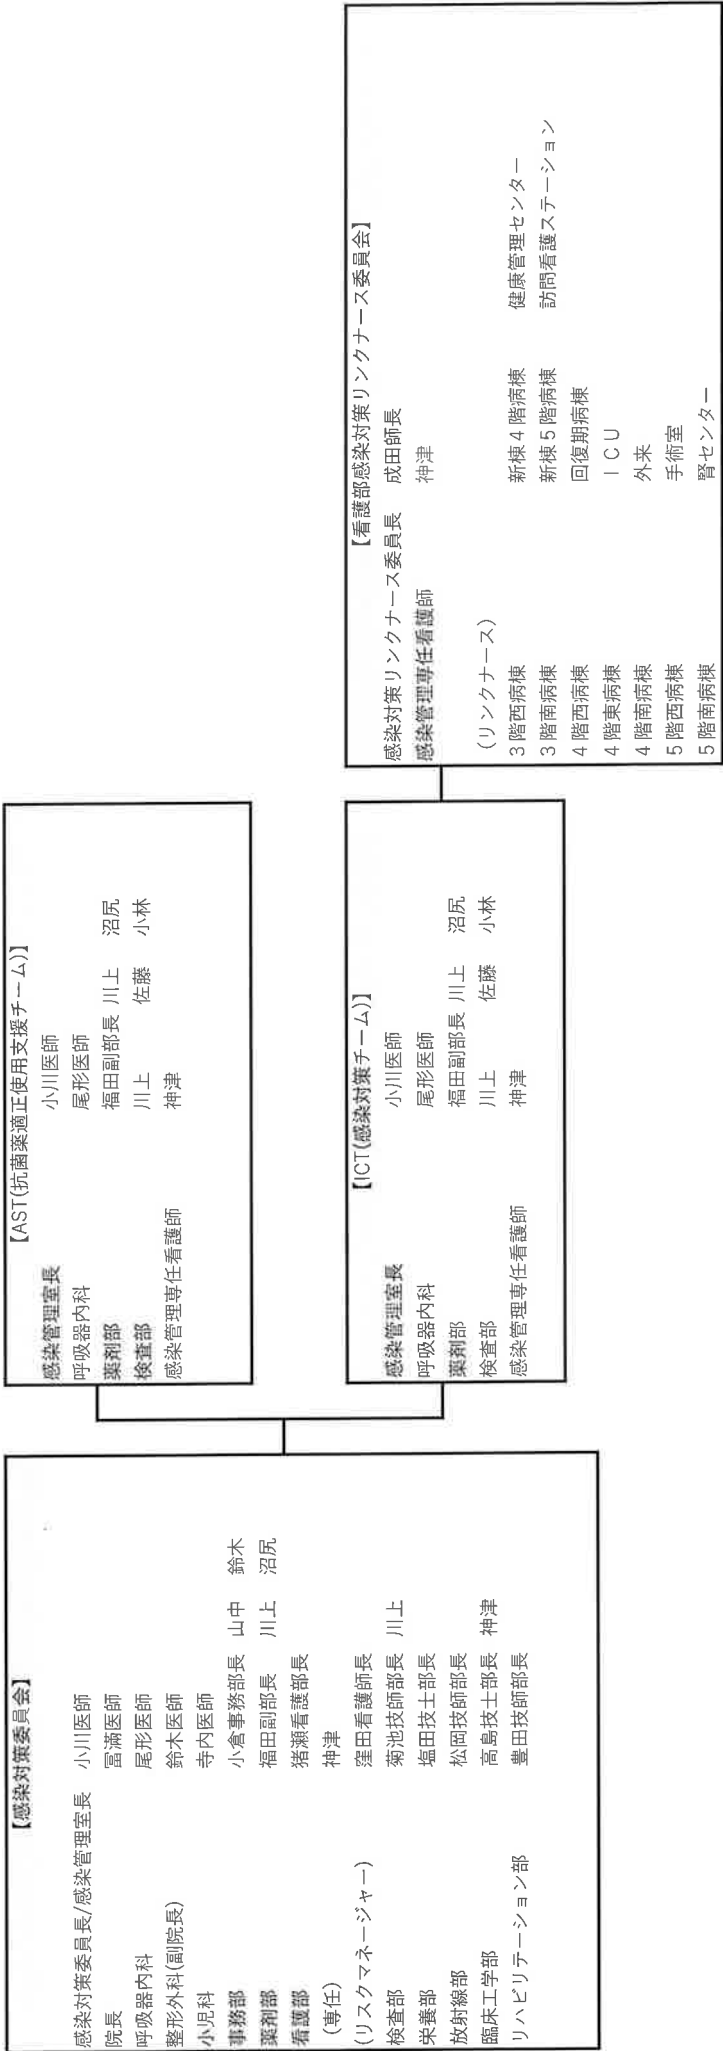 【感染対策委員会】
感染対策委員長/感染管理室長 小川医師
院長 冨満医師
呼吸器内科 尾形医師
整形外科(副院長) 鈴木医師
小児科 寺内医師
事務部 小倉事務部長 山中 鈴木
薬剤部 福田副部長 川上 沼尻
看護部 猪瀬看護部長
(専任) 神津
(リスクマネージャー) 窪田看護師長
検査部 菊池技師部長 川上
栄養部 塩田技士部長
放射線部 松岡技師部長
臨床工学部 高島技士部長 神津
リハビリテーション部 豊田技師部長
【AST(抗菌薬適正使用支援チーム)】
感染管理室長 小川医師
呼吸器内科 尾形医師
薬剤部 福田副部長 川上 沼尻
検査部 川上 佐藤 小林
感染管理専任看護師 神津
【ICT(感染対策チーム)】
感染管理室長 小川医師
呼吸器内科 尾形医師
薬剤部 福田副部長 川上 沼尻
検査部 川上 佐藤 小林
感染管理専任看護師 神津
【看護部感染対策リンクナース委員会】
感染対策リンクナース委員長 成田師長
感染管理専任看護師 神津
(リンクナース)
3階西病棟 新棟4階病棟 健康管理センター
3階南病棟 新棟5階病棟 訪問看護ステーション
4階西病棟 回復期病棟
4階東病棟 ICU
4階南病棟 外来
5階西病棟 手術室
5階南病棟 腎センター